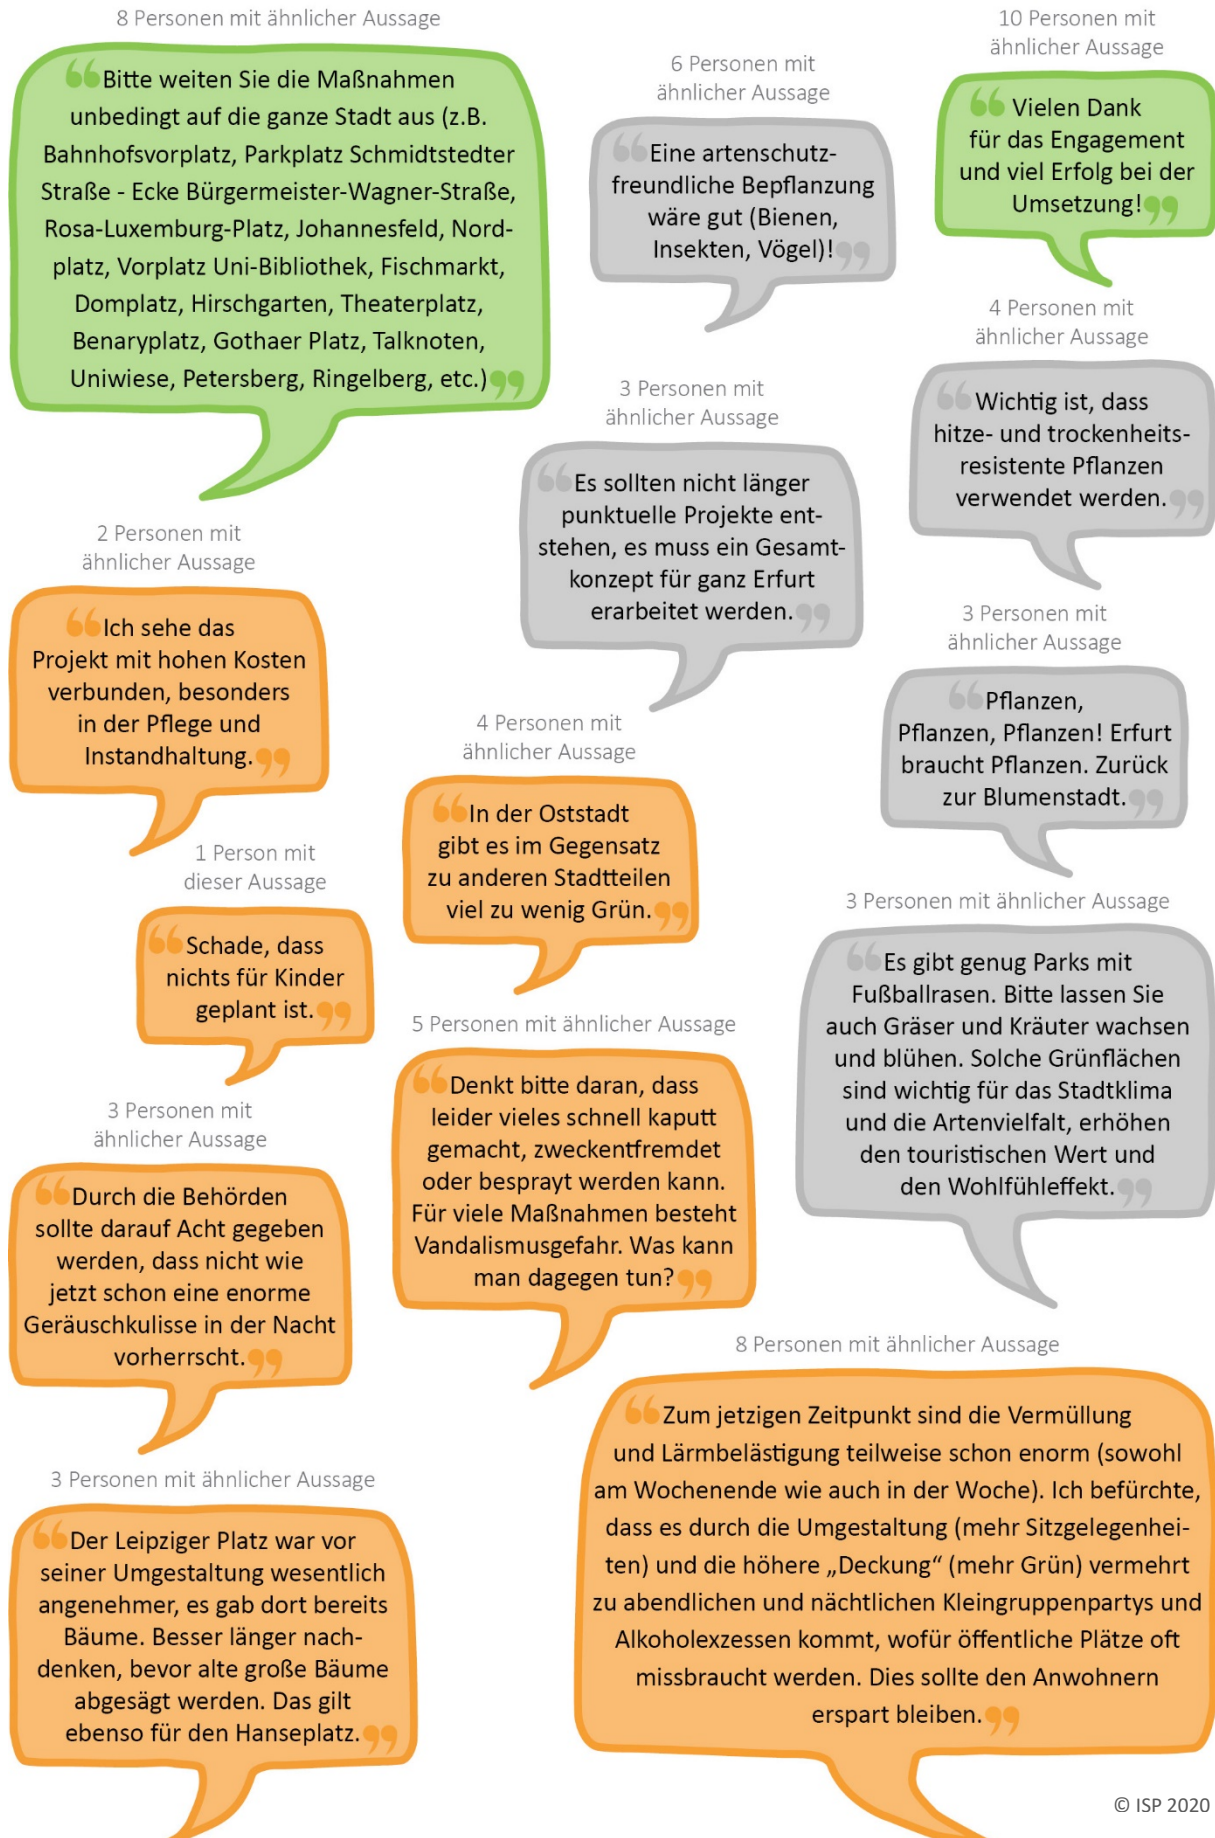 8 Personen mit ähnlicher Aussage
“Bitte weiten Sie die Maßnahmen
unbedingt auf die ganze Stadt aus (z.B.
Bahnhofsvorplatz, Parkplatz Schmidtstedter
Straße - Ecke Bürgermeister-Wagner-Straße,
Rosa-Luxemburg-Platz, Johannesfeld, Nord-
platz, Vorplatz Uni-Bibliothek, Fischmarkt,
Domplatz, Hirschgarten, Theaterplatz,
Benaryplatz, Gothaer Platz, Talknoten,
Uniwiese, Petersberg, Ringelberg, etc.)”
6 Personen mit
ähnlicher Aussage
“Eine artenschutz-
freundliche Bepflanzung
wäre gut (Bienen,
Insekten, Vögel)!”
10 Personen mit
ähnlicher Aussage
“Vielen Dank
für das Engagement
und viel Erfolg bei der
Umsetzung!”
4 Personen mit
ähnlicher Aussage
“Wichtig ist, dass
hitze- und trockenheits-
resistente Pflanzen
verwendet werden.”
3 Personen mit
ähnlicher Aussage
“Es sollten nicht länger
punktuelle Projekte ent-
stehen, es muss ein Gesamt-
konzept für ganz Erfurt
erarbeitet werden.”
2 Personen mit
ähnlicher Aussage
“Ich sehe das
Projekt mit hohen Kosten
verbunden, besonders
in der Pflege und
Instandhaltung.”
3 Personen mit
ähnlicher Aussage
“Pflanzen,
Pflanzen, Pflanzen! Erfurt
braucht Pflanzen. Zurück
zur Blumenstadt.”
4 Personen mit
ähnlicher Aussage
“In der Oststadt
gibt es im Gegensatz
zu anderen Stadtteilen
viel zu wenig Grün.”
1 Person mit
dieser Aussage
“Schade, dass
nichts für Kinder
geplant ist.”
3 Personen mit ähnlicher Aussage
“Es gibt genug Parks mit
Fußballrasen. Bitte lassen Sie
auch Gräser und Kräuter wachsen
und blühen. Solche Grünflächen
sind wichtig für das Stadtklima
und die Artenvielfalt, erhöhen
den touristischen Wert und
den Wohlfühleffekt.”
5 Personen mit ähnlicher Aussage
“Denkt bitte daran, dass
leider vieles schnell kaputt
gemacht, zweckentfremdet
oder besprayt werden kann.
Für viele Maßnahmen besteht
Vandalismusgefahr. Was kann
man dagegen tun?”
3 Personen mit
ähnlicher Aussage
“Durch die Behörden
sollte darauf Acht gegeben
werden, dass nicht wie
jetzt schon eine enorme
Geräuschkulisse in der Nacht
vorherrscht.”
8 Personen mit ähnlicher Aussage
“Zum jetzigen Zeitpunkt sind die Vermüllung
und Lärmbelästigung teilweise schon enorm (sowohl
am Wochenende wie auch in der Woche). Ich befürchte,
dass es durch die Umgestaltung (mehr Sitzgelegenhei-
ten) und die höhere „Deckung“ (mehr Grün) vermehrt
zu abendlichen und nächtlichen Kleingruppenpartys und
Alkoholexzessen kommt, wofür öffentliche Plätze oft
missbraucht werden. Dies sollte den Anwohnern
erspart bleiben.”
3 Personen mit ähnlicher Aussage
“Der Leipziger Platz war vor
seiner Umgestaltung wesentlich
angenehmer, es gab dort bereits
Bäume. Besser länger nach-
denken, bevor alte große Bäume
abgesägt werden. Das gilt
ebenso für den Hanseplatz.”
© ISP 2020